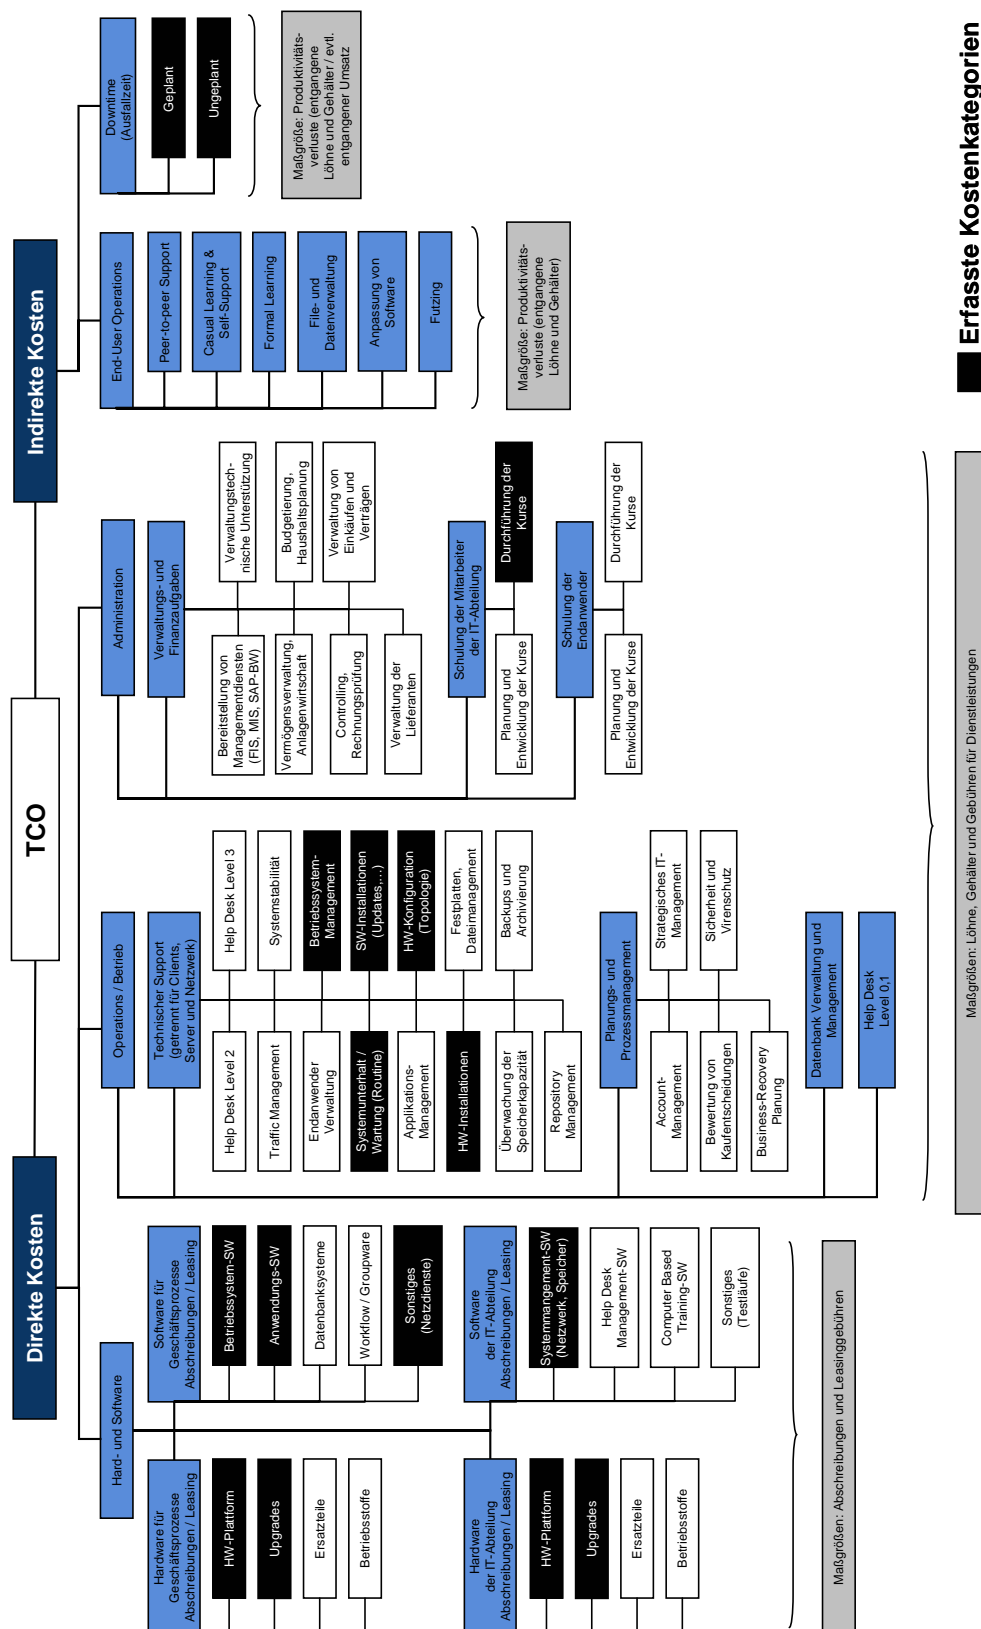 TCO
Direkte Kosten
Indirekte Kosten
Hard- und Software
Hardware für
Geschäftsprozesse
Abschreibungen / Leasing
HW-Plattform
Upgrades
Ersatzteile
Betriebsstoffe
Software für
Geschäftsprozesse
Abschreibungen / Leasing
Betriebssystem-SW
Anwendungs-SW
Datenbanksysteme
Workflow / Groupware
Sonstiges
(Netzdienste)
Hardware
der IT-Abteilung
Abschreibungen / Leasing
HW-Plattform
Upgrades
Ersatzteile
Betriebsstoffe
Software
der IT-Abteilung
Abschreibungen / Leasing
Systemmangement-SW
(Netzwerk, Speicher)
Help Desk
Management-SW
Computer Based
Training-SW
Sonstiges
(Testläufe)
Maßgrößen: Abschreibungen und Leasinggebühren
Operations / Betrieb
Technischer Support
(getrennt für Clients,
Server und Netzwerk)
Help Desk Level 2
Help Desk Level 3
Traffic Management
Systemstabilität
Endanwender
Verwaltung
Betriebssystem-
Management
Systemunterhalt /
Wartung (Routine)
SW-Installationen
(Updates,...)
Applikations-
Management
HW-Konfiguration
(Topologie)
HW-Installationen
Festplatten,
Dateimanagement
Überwachung der
Speicherkapazität
Backups und
Archivierung
Repository
Management
Planungs- und
Prozessmanagement
Account-
Management
Strategisches IT-
Management
Bewertung von
Kaufentscheidungen
Sicherheit und
Virenschutz
Business-Recovery
Planung
Datenbank Verwaltung und
Management
Help Desk
Level 0,1
Administration
Verwaltungs- und
Finanzaufgaben
Bereitstellung von
Managementdiensten
(FIS, MIS, SAP-BW)
Verwaltungstech-
nische Unterstützung
Vermögensverwaltung,
Anlagenwirtschaft
Budgetierung,
Haushaltsplanung
Controlling,
Rechnungsprüfung
Verwaltung von
Einkäufen und
Verträgen
Verwaltung der
Lieferanten
Schulung der Mitarbeiter
der IT-Abteilung
Planung und
Entwicklung der Kurse
Durchführung der
Kurse
Schulung der
Endanwender
Planung und
Entwicklung der Kurse
Durchführung der
Kurse
Maßgrößen: Löhne, Gehälter und Gebühren für Dienstleistungen
End-User Operations
Peer-to-peer Support
Casual Learning &
Self-Support
Formal Learning
File- und
Datenverwaltung
Anpassung von
Software
Futzing
Maßgröße: Produktivitäts-
verluste (entgangene
Löhne und Gehälter)
Downtime
(Ausfallzeit)
Geplant
Ungeplant
Maßgröße: Produktivitäts-
verluste (entgangene
Löhne und Gehälter / evtl.
entgangener Umsatz
Erfasste Kostenkategorien